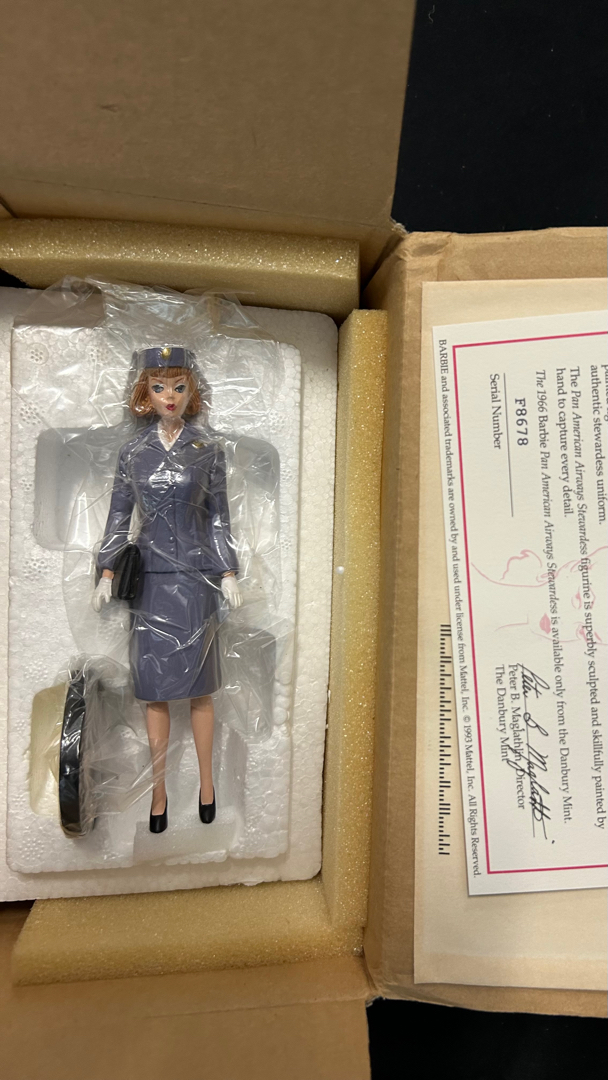 authentic stewardess uniform.
The Pan American Airways Stewardess figurine is superbly sculpted and skillfully painted by
hand to capture every detail.
The 1966 Barbie Pan American Airways Stewardess is available only from the Danbury Mint.
F8678
Serial Number
Peter B. Maglathlin, Director
The Danbury Mint
BARBIE and associated trademarks are owned by and used under license from Mattel, Inc. © 1993 Mattel, Inc. All Rights Reserved.